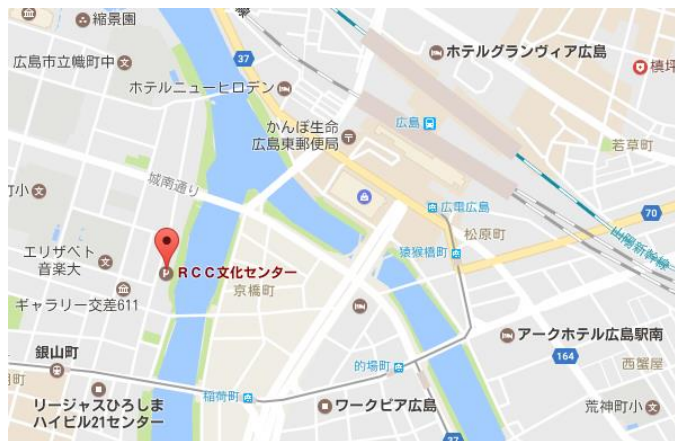 縮景園
37
ホテルグランヴィア広島
広島市立幟町中
槙坪
ホテルニューヒロデン
かんぽ生命
広島東郵便局
広島
若草町
城南通り
町小
広電広島
70
松原町
エリザベト
音楽大
猿猴橋町
RCC文化センター
京橋町
ギャラリー交差611
アークホテル広島駅南
164
銀山町
的場町
西蟹屋
稲荷町
リージャスひろしま
ハイビル21センター
ワークピア広島
荒神町小
37